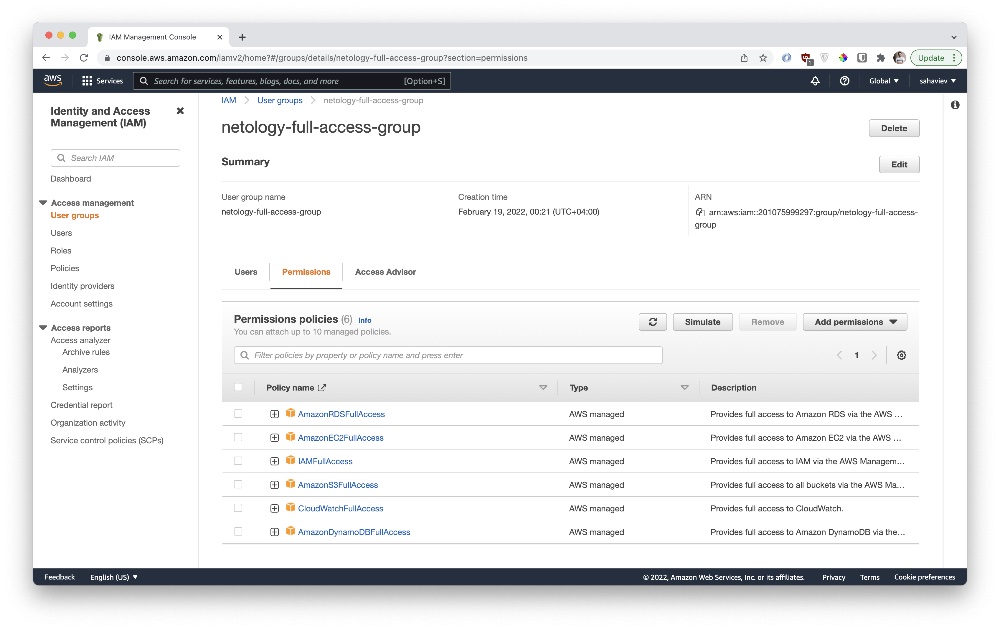 IAM Management Console
console.aws.amazon.com/iamv2/home?#/groups/details/netology-full-access-group?section=permissions
Update
aws
Services
Search for services, features, blogs, docs, and more
[Option+S]
Global
sahaviev
Identity and Access
Management (IAM)
Search IAM
Dashboard
Access management
User groups
Users
Roles
Policies
Identity providers
Account settings
Access reports
Access analyzer
Archive rules
Analyzers
Settings
Credential report
Organization activity
Service control policies (SCPs)
IAM > User groups > netology-full-access-group
netology-full-access-group
Delete
Summary
Edit
User group name
netology-full-access-group
Creation time
February 19, 2022, 00:21 (UTC+04:00)
ARN
arn:aws:iam::201075999297:group/netology-full-access-
group
Users
Permissions
Access Advisor
Permissions policies (6) Info
You can attach up to 10 managed policies.
Simulate
Remove
Add permissions
Filter policies by property or policy name and press enter
1
Policy name Type Description
AmazonRDSFullAccess AWS managed Provides full access to Amazon RDS via the AWS ...
AmazonEC2FullAccess AWS managed Provides full access to Amazon EC2 via the AWS ...
IAMFullAccess AWS managed Provides full access to IAM via the AWS Managem...
AmazonS3FullAccess AWS managed Provides full access to all buckets via the AWS Ma...
CloudWatchFullAccess AWS managed Provides full access to CloudWatch.
AmazonDynamoDBFullAccess AWS managed Provides full access to Amazon DynamoDB via the...
Feedback
English (US)
© 2022, Amazon Web Services, Inc. or its affiliates.
Privacy
Terms
Cookie preferences